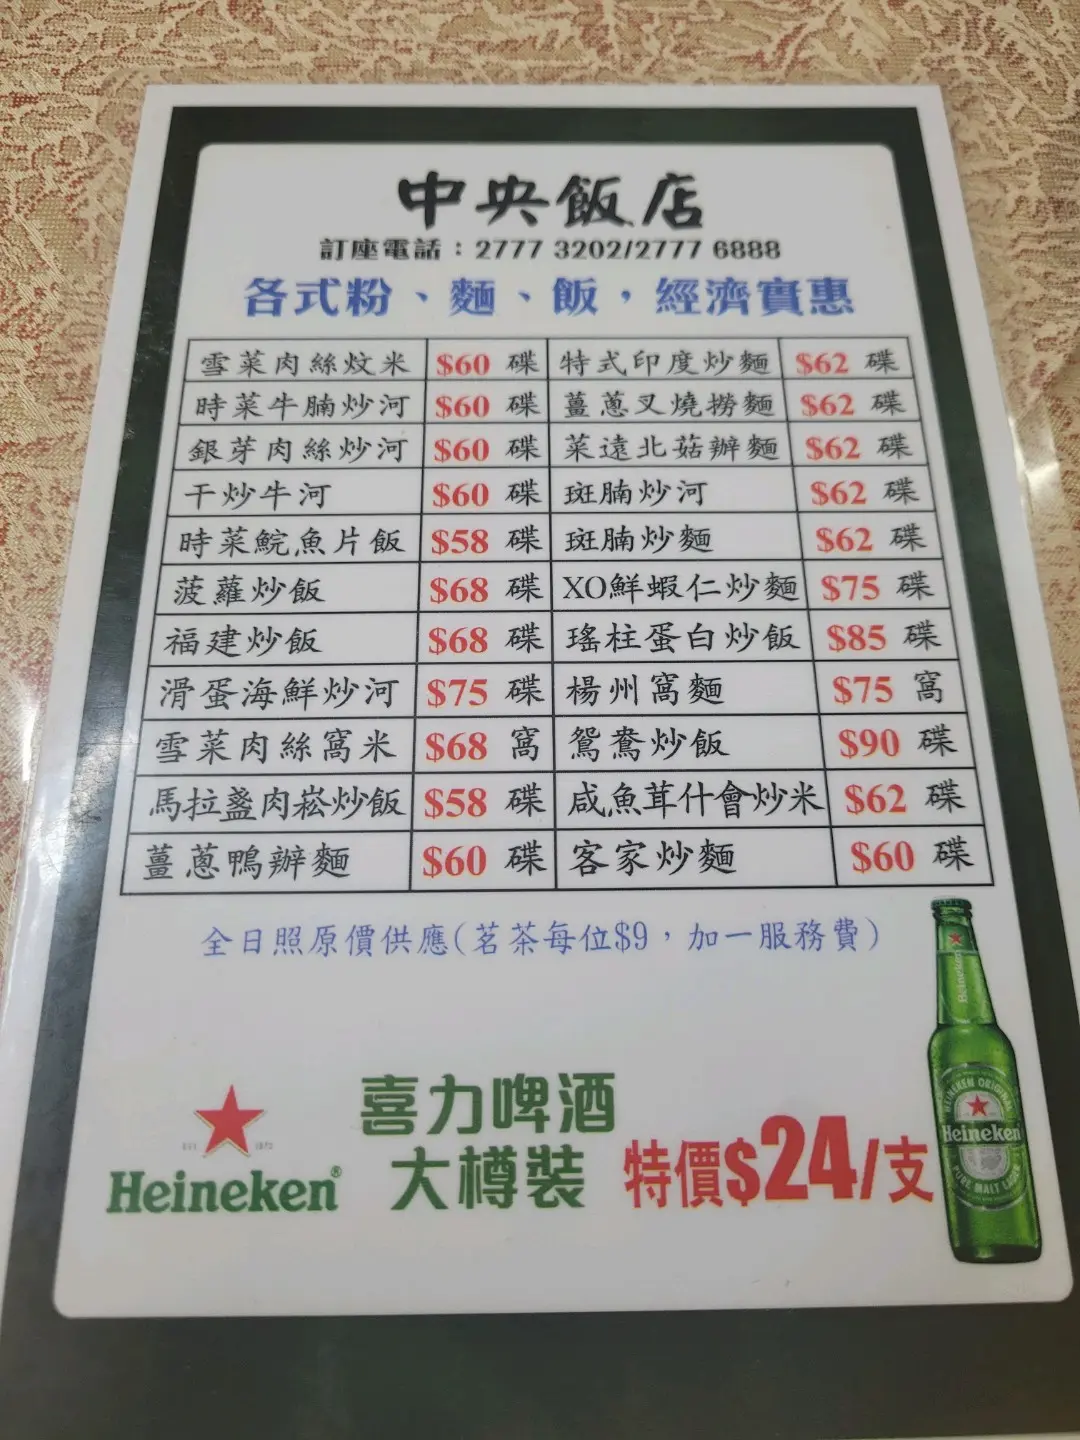 中央飯店
訂座電話：2777 3202/2777 6888
各式粉、麵、飯，經濟實惠
雪菜肉絲炆米 $60 碟 特式印度炒麵 $62 碟
時菜牛腩炒河 $60 碟 薑蔥叉燒撈麵 $62 碟
銀芽肉絲炒河 $60 碟 菜遠北菇辦麵 $62 碟
干炒牛河 $60 碟 斑腩炒河 $62 碟
時菜鯇魚片飯 $58 碟 斑腩炒麵 $62 碟
菠蘿炒飯 $68 碟 XO鮮蝦仁炒麵 $75 碟
福建炒飯 $68 碟 瑤柱蛋白炒飯 $85 碟
滑蛋海鮮炒河 $75 碟 楊州窩麵 $75 窩
雪菜肉絲窩米 $68 窩 鴛鴦炒飯 $90 碟
馬拉盞肉崧炒飯 $58 碟 咸魚茸什會炒米 $62 碟
薑蔥鴨辦麵 $60 碟 客家炒麵 $60 碟
全日照原價供應(茗茶每位$9，加一服務費)
喜力啤酒
Heineken® 大樽裝 特價$24/支
Heineken
HEINEKEN ORIGINAL
Heineken
PURE MALT LAGER